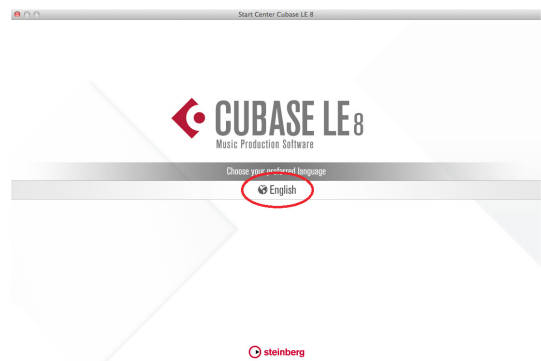 Start Center Cubase LE 8
CUBASE LE 8
Music Production Software
Choose your preferred language
English
steinberg